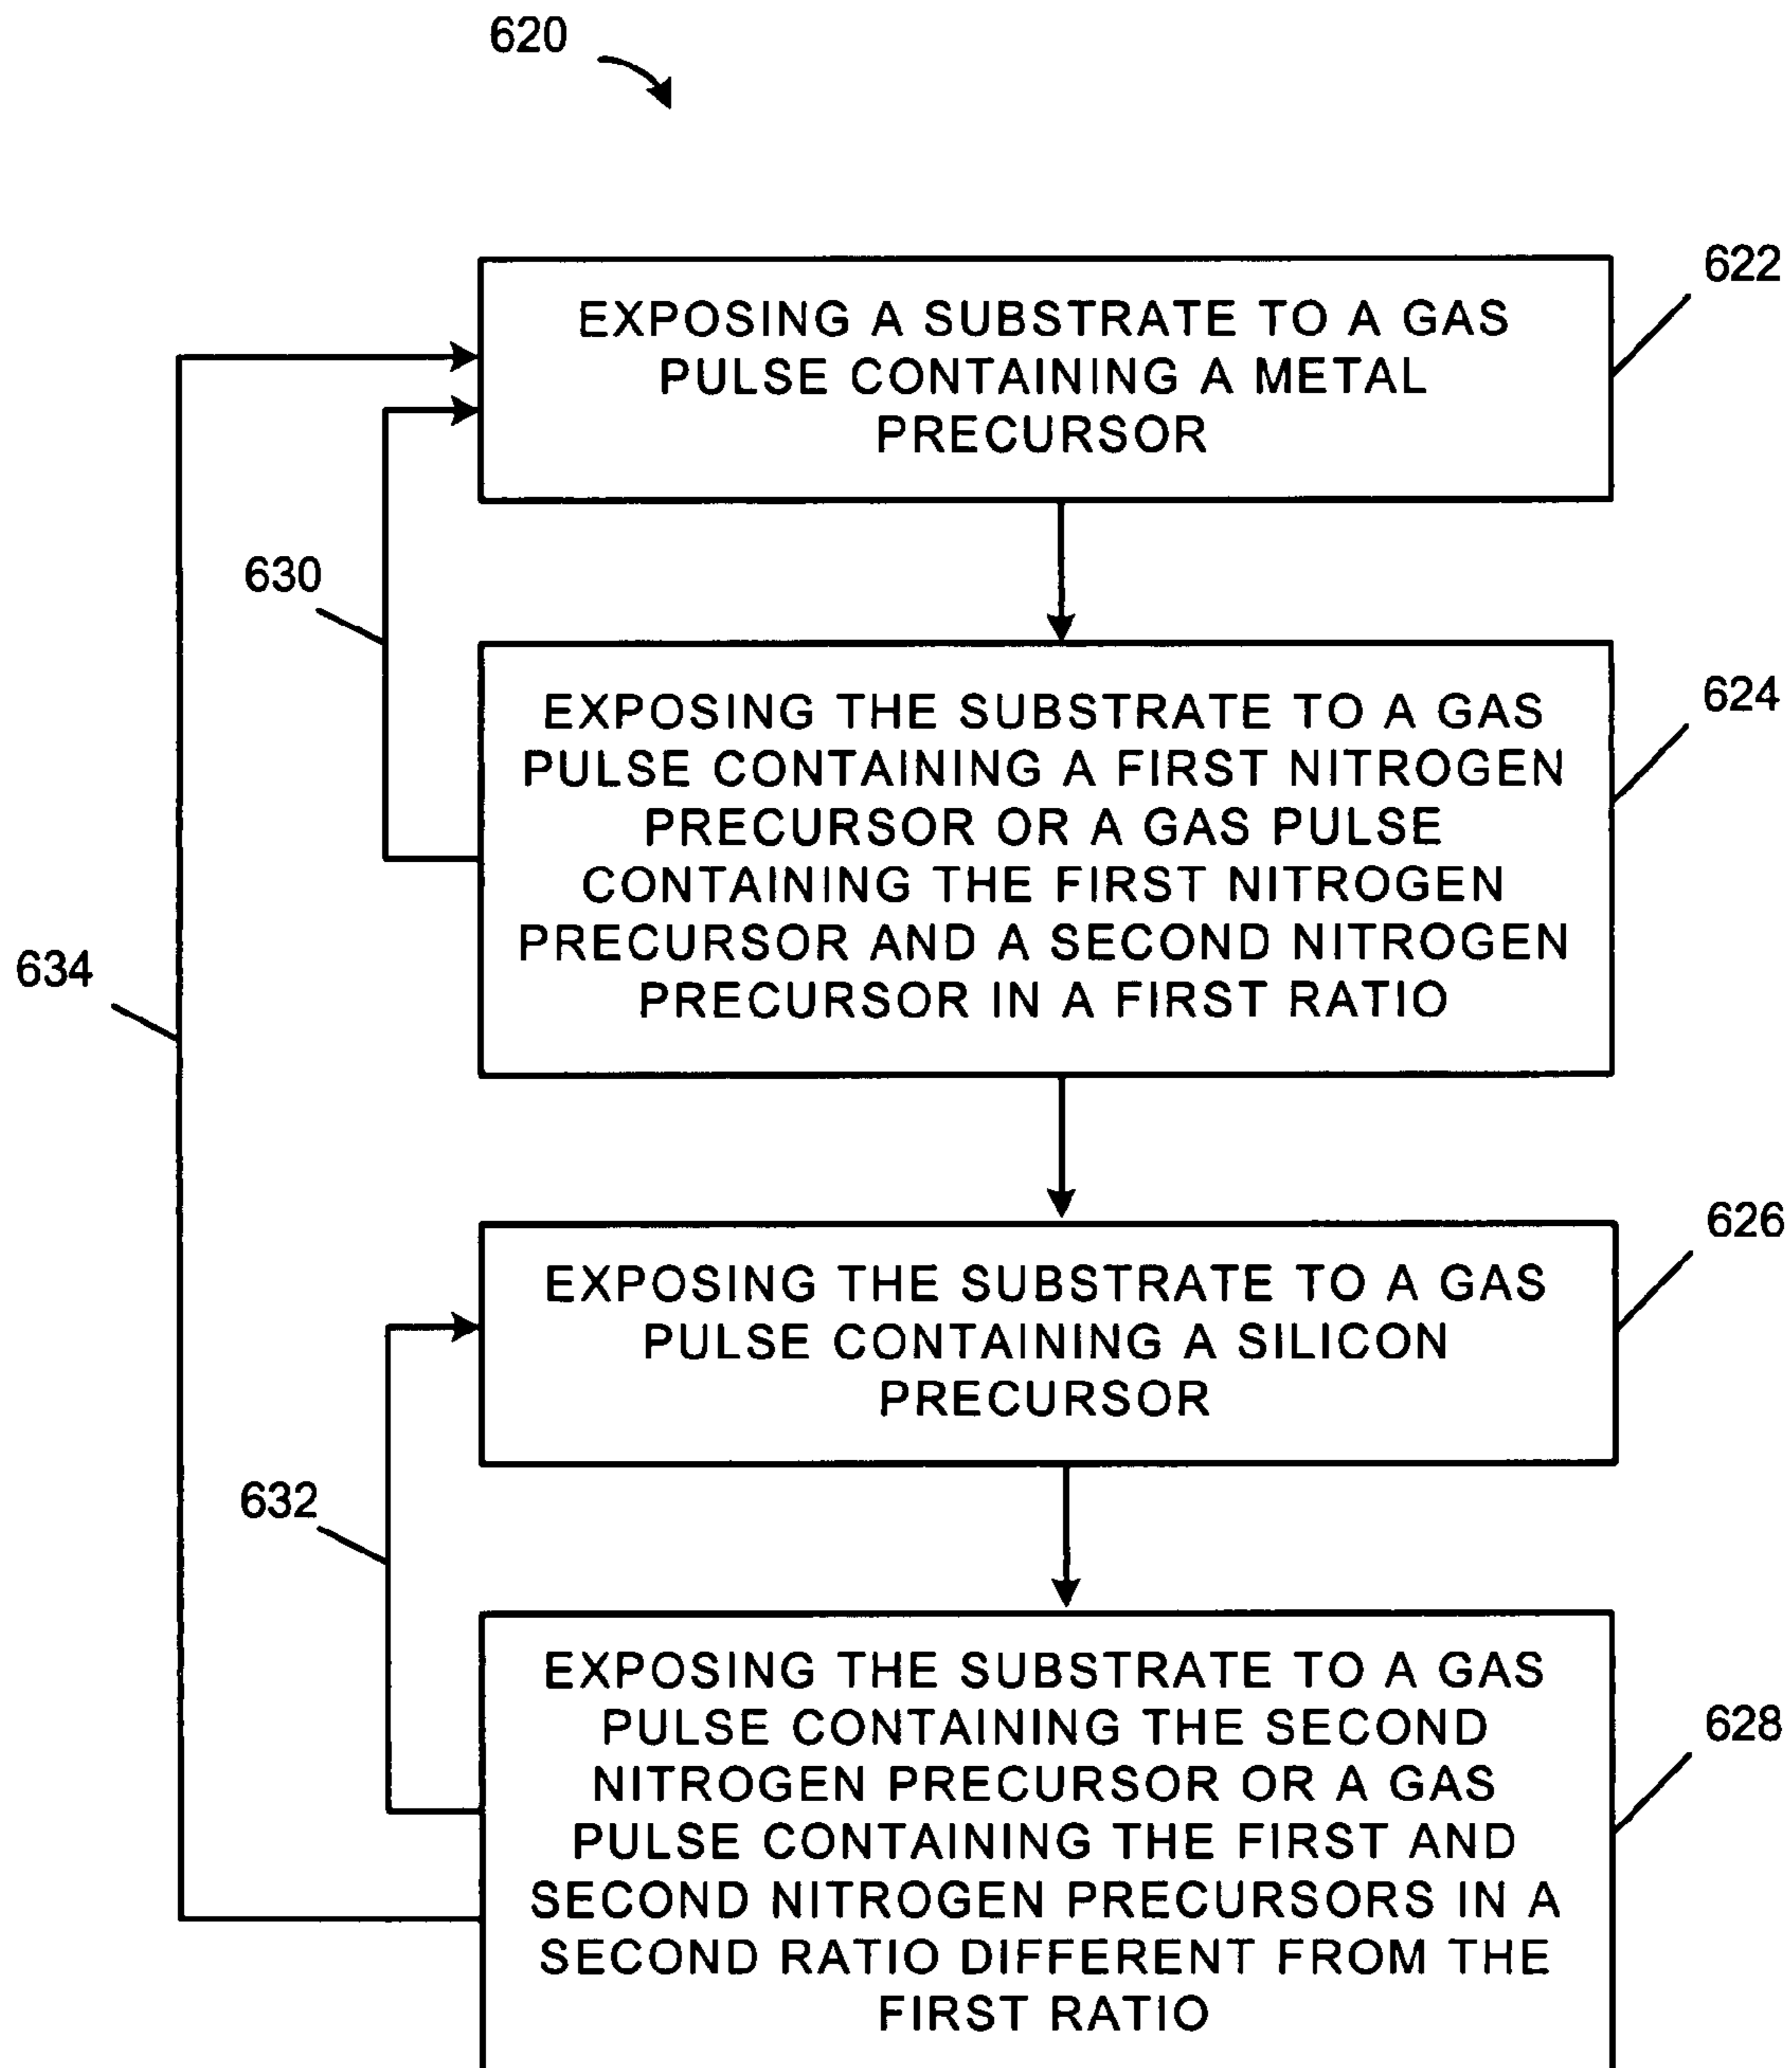 620
622
EXPOSING A SUBSTRATE TO A GAS
PULSE CONTAINING A METAL
PRECURSOR
630
624
EXPOSING THE SUBSTRATE TO A GAS
PULSE CONTAINING A FIRST NITROGEN
PRECURSOR OR A GAS PULSE
CONTAINING THE FIRST NITROGEN
PRECURSOR AND A SECOND NITROGEN
PRECURSOR IN A FIRST RATIO
634
626
EXPOSING THE SUBSTRATE TO A GAS
PULSE CONTAINING A SILICON
PRECURSOR
632
628
EXPOSING THE SUBSTRATE TO A GAS
PULSE CONTAINING THE SECOND
NITROGEN PRECURSOR OR A GAS
PULSE CONTAINING THE FIRST AND
SECOND NITROGEN PRECURSORS IN A
SECOND RATIO DIFFERENT FROM THE
FIRST RATIO